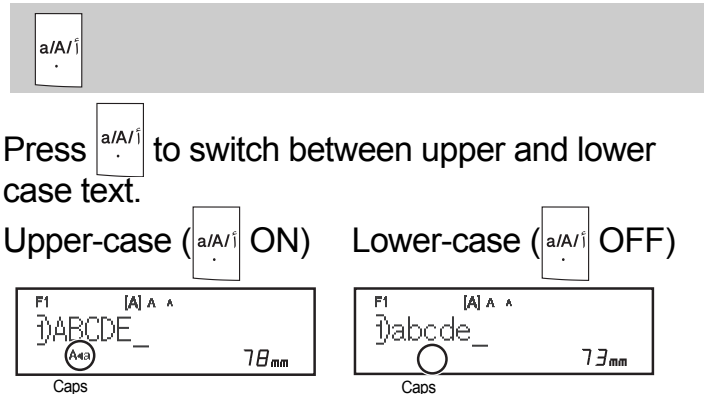 a/A/أ
Press a/A/أ to switch between upper and lower
case text.
Upper-case (a/A/أ ON) Lower-case (a/A/أ OFF)
F1 [A] A A
1)ABCDE_
A◂a 78mm
Caps
F1 [A] A A
1)abcde_
73mm
Caps